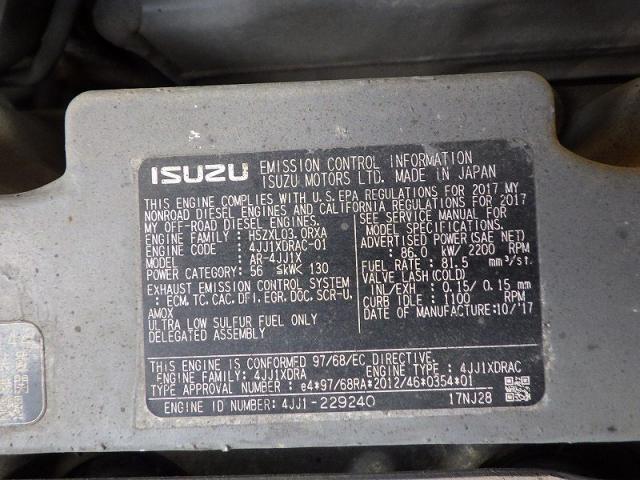 ISUZU EMISSION CONTROL INFORMATION
ISUZU MOTORS LTD. MADE IN JAPAN
THIS ENGINE COMPLIES WITH U.S.EPA REGULATIONS FOR 2017 MY
NONROAD DIESEL ENGINES AND CALIFORNIA REGULATIONS FOR 2017
MY OFF-ROAD DIESEL ENGINES.
ENGINE FAMILY : HSZXL03.0RXA
ENGINE CODE : 4JJ1XDRAC-01
MODEL : AR-4JJ1X
POWER CATEGORY : 56 ≦kW< 130
EXHAUST EMISSION CONTROL SYSTEM
: ECM, TC, CAC, DFI, EGR, DOC, SCR-U,
AMOX
ULTRA LOW SULFUR FUEL ONLY
DELEGATED ASSEMBLY
SEE SERVICE MANUAL FOR
MODEL SPECIFICATIONS.
ADVERTISED POWER (SAE NET)
: 86.0 kW/ 2200 RPM
FUEL RATE : 81.5 mm³/st
VALVE LASH (COLD)
INL/EXH : 0.15/ 0.15 mm
CURB IDLE : 1100 RPM
DATE OF MANUFACTURE:10/'17
THIS ENGINE IS CONFORMED 97/68/EC DIRECTIVE.
ENGINE FAMILY: 4JJ1XDRA ENGINE TYPE : 4JJ1XDRAC
TYPE APPROVAL NUMBER : e4*97/68RA*2012/46*0354*01
ENGINE ID NUMBER: 4JJ1-229240 17NJ28